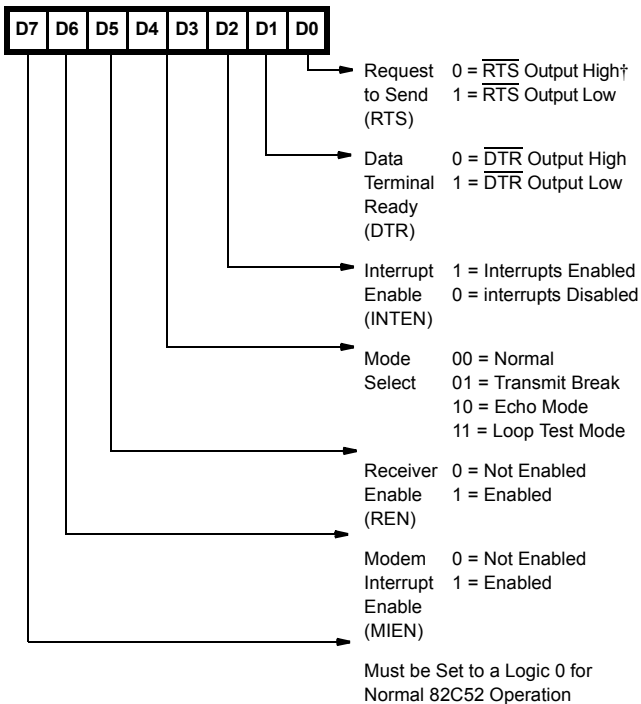 D7 D6 D5 D4 D3 D2 D1 D0
Request 0 = R̅T̅S̅ Output High†
to Send 1 = R̅T̅S̅ Output Low
(RTS)
Data 0 = D̅T̅R̅ Output High
Terminal 1 = D̅T̅R̅ Output Low
Ready
(DTR)
Interrupt 1 = Interrupts Enabled
Enable 0 = interrupts Disabled
(INTEN)
Mode 00 = Normal
Select 01 = Transmit Break
10 = Echo Mode
11 = Loop Test Mode
Receiver 0 = Not Enabled
Enable 1 = Enabled
(REN)
Modem 0 = Not Enabled
Interrupt 1 = Enabled
Enable
(MIEN)
Must be Set to a Logic 0 for
Normal 82C52 Operation